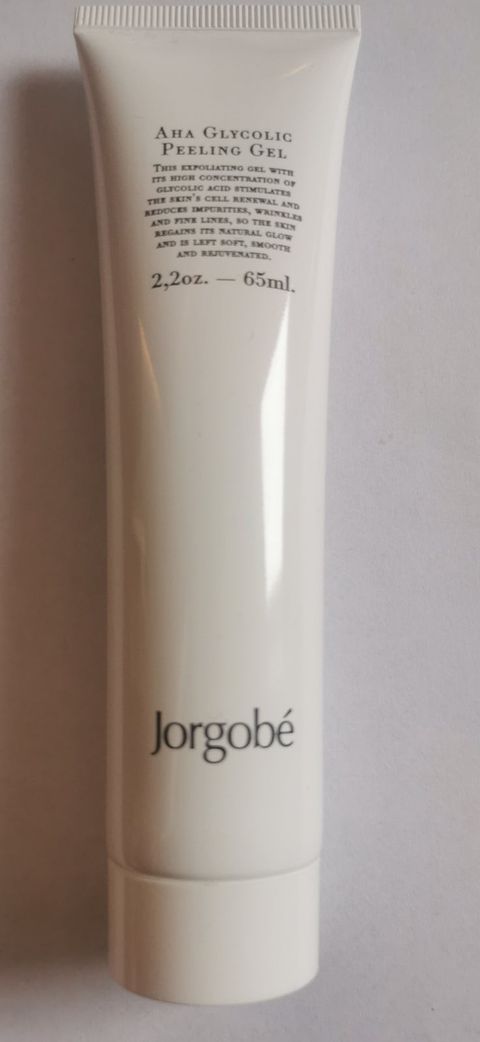 AHA GLYCOLIC
PEELING GEL
THIS EXFOLIATING GEL WITH
ITS HIGH CONCENTRATION OF
GLYCOLIC ACID STIMULATES
THE SKIN'S CELL RENEWAL AND
REDUCES IMPURITIES, WRINKLES
AND FINE LINES, SO THE SKIN
REGAINS ITS NATURAL GLOW
AND IS LEFT SOFT, SMOOTH
AND REJUVENATED.
2,2oz. — 65ml.
Jorgobé